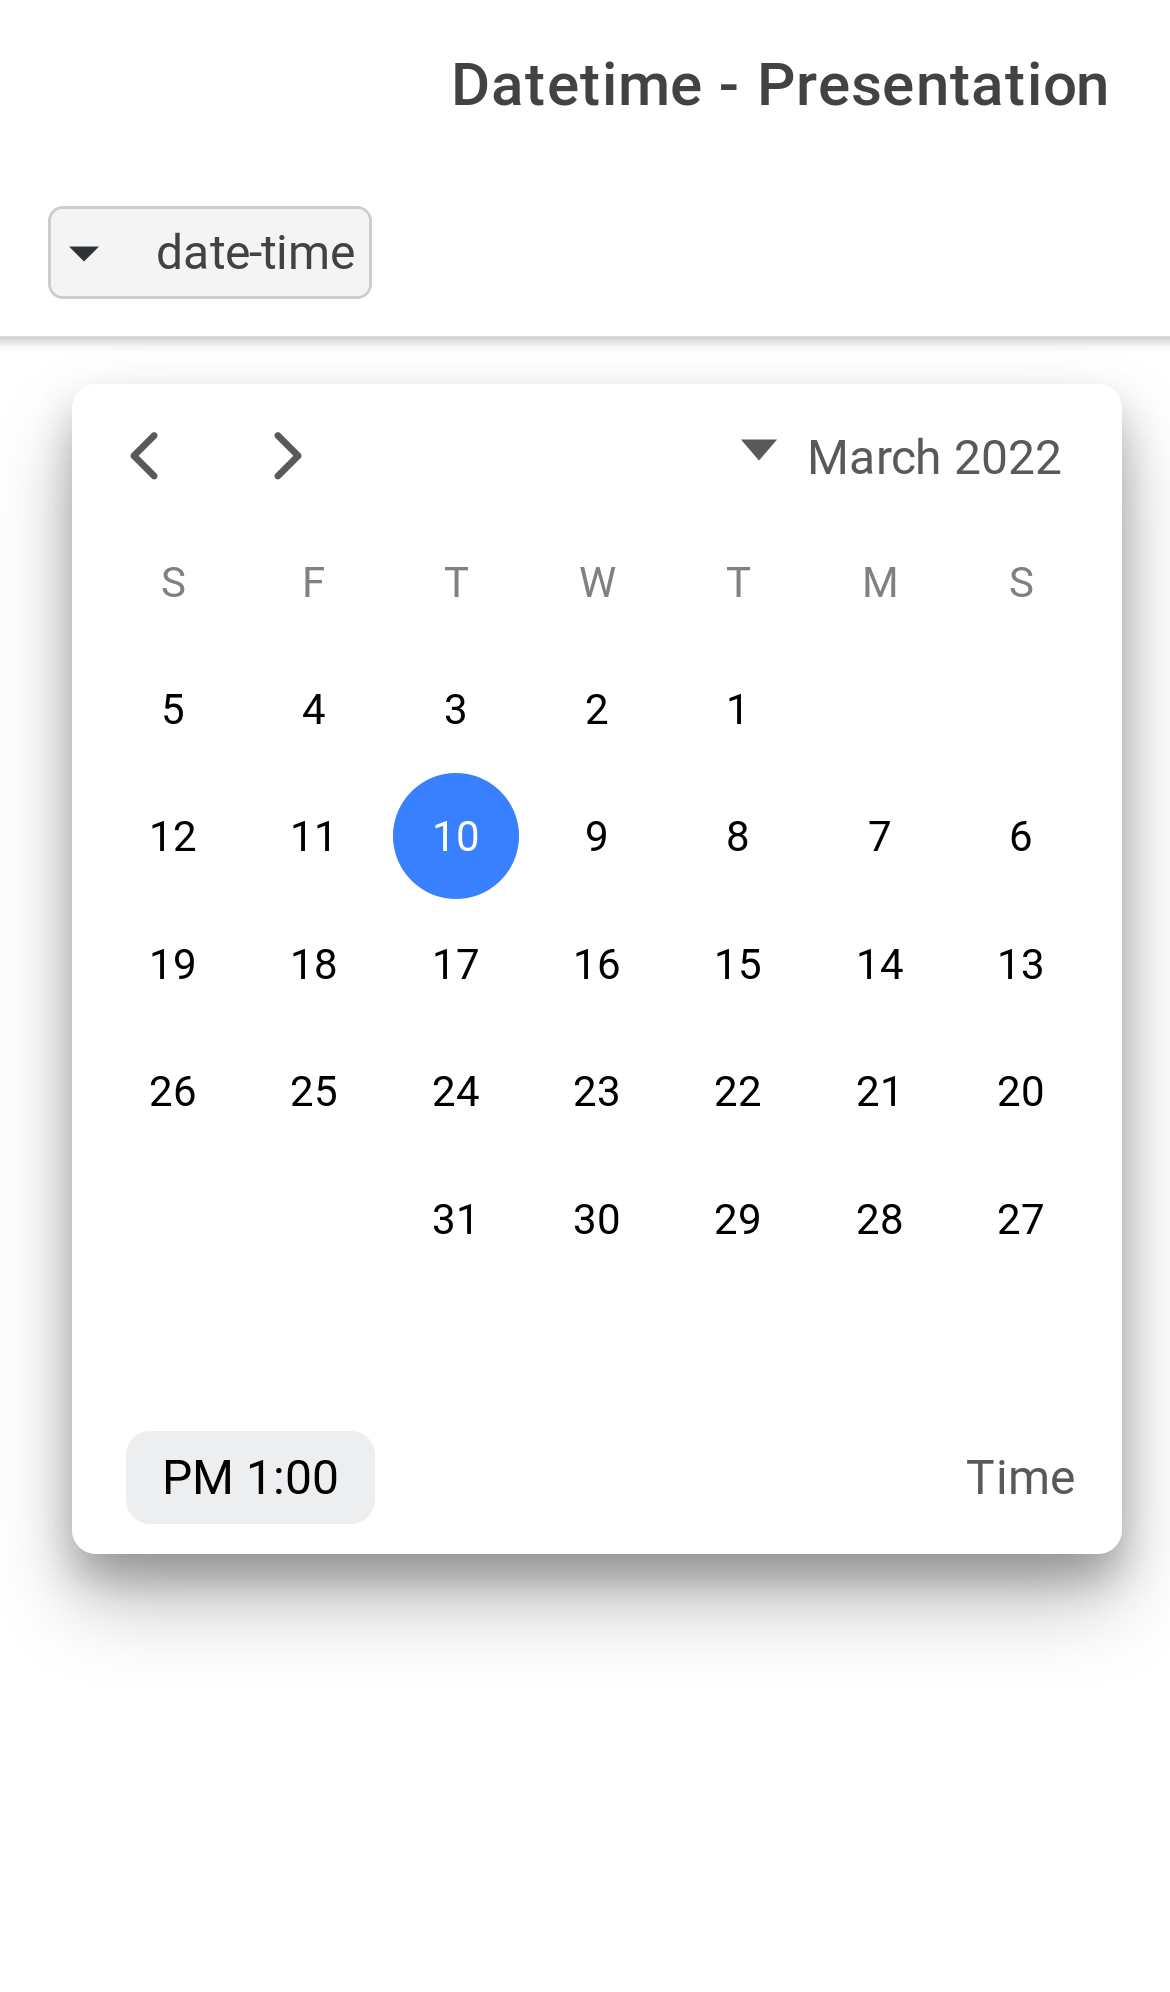 Datetime - Presentation
date-time
March 2022
S F T W T M S
5 4 3 2 1
12 11 10 9 8 7 6
19 18 17 16 15 14 13
26 25 24 23 22 21 20
31 30 29 28 27
PM 1:00 Time